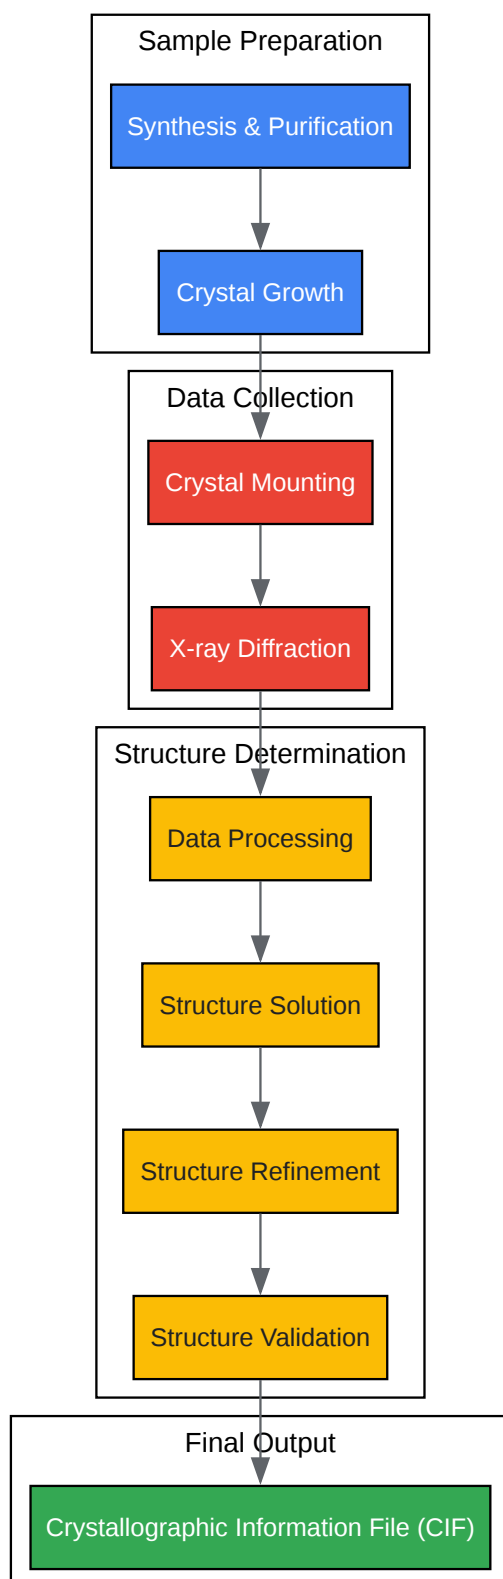 Sample Preparation
Synthesis & Purification
Crystal Growth
Data Collection
Crystal Mounting
X-ray Diffraction
Structure Determination
Data Processing
Structure Solution
Structure Refinement
Structure Validation
Final Output
Crystallographic Information File (CIF)